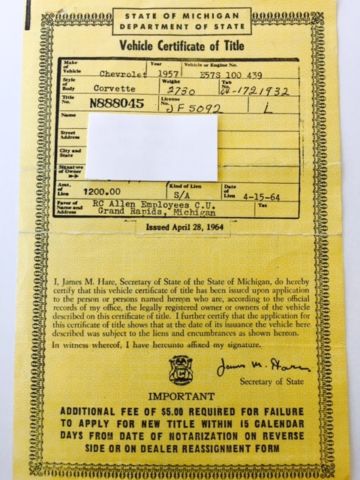 STATE OF MICHIGAN
DEPARTMENT OF STATE
Vehicle Certificate of Title
Make of Vehicle Chevrolet Year 1957 Vehicle or Engine No. E57S 100 439
Style of Body Corvette Weight 2730 -1721932
Title No. N888045 License No. JF5092 L
Name
Street Address
City and State
Signature of Owner
Amt. of Lien 1200.00 Kind of Lien S/A Date of Lien 4-15-64
Favor of Name and Address RC Allen Employees C.U. Tax
Grand Rapids, Michigan
Issued April 28, 1964
I, James M. Hare, Secretary of State of the State of Michigan, do hereby
certify that this vehicle certificate of title has been issued upon application
to the person or persons named hereon who are, according to the official
records of my office, the legally registered owner or owners of the vehicle
described on this certificate of title. I further certify that the application for
this certificate of title shows that at the date of its issuance the vehicle here
described was subject to the liens and encumbrances as shown hereon.
In witness whereof, I have hereunto affixed my signature.
James M. Hare
Secretary of State
IMPORTANT
ADDITIONAL FEE OF $5.00 REQUIRED FOR FAILURE
TO APPLY FOR NEW TITLE WITHIN 15 CALENDAR
DAYS FROM DATE OF NOTARIZATION ON REVERSE
SIDE OR ON DEALER REASSIGNMENT FORM